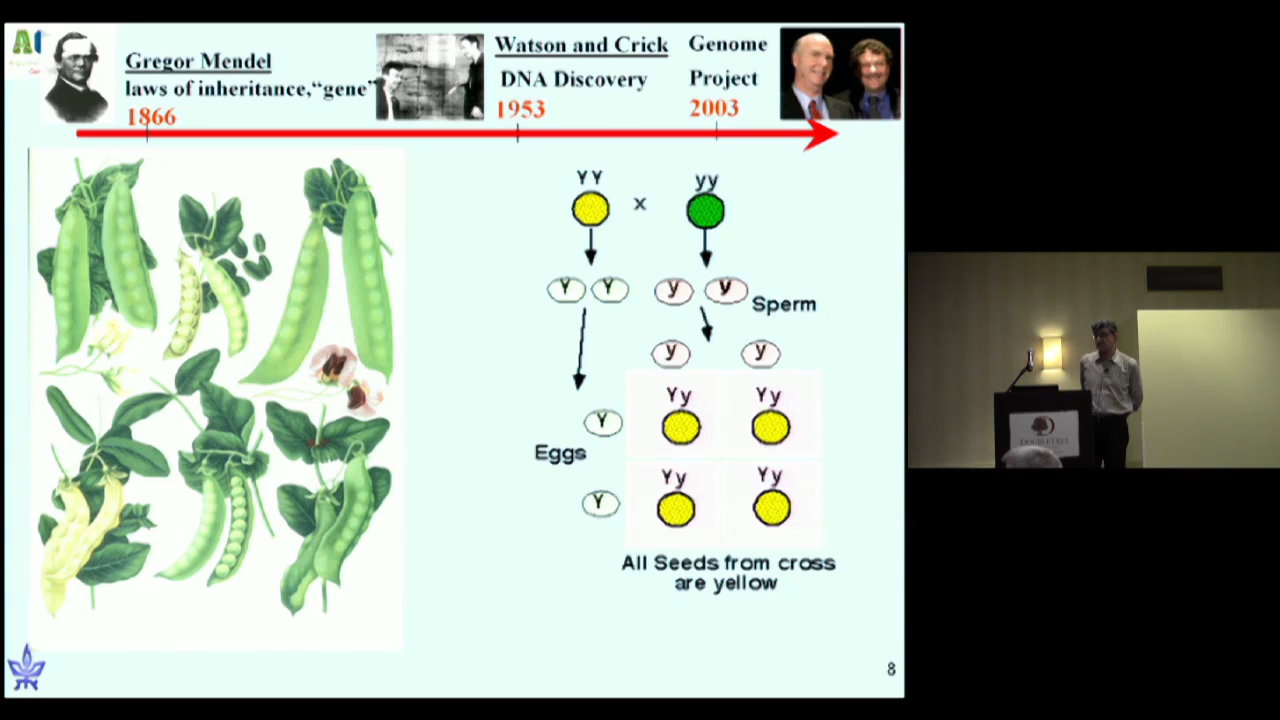 Gregor Mendel
laws of inheritance,“gene”
1866
Watson and Crick
DNA Discovery
1953
Genome
Project
2003
YY
x
yy
Y
Y
y
y
Sperm
y
y
Y
Yy
Yy
Eggs
Y
Yy
Yy
All Seeds from cross
are yellow
8
DOUBLETREE